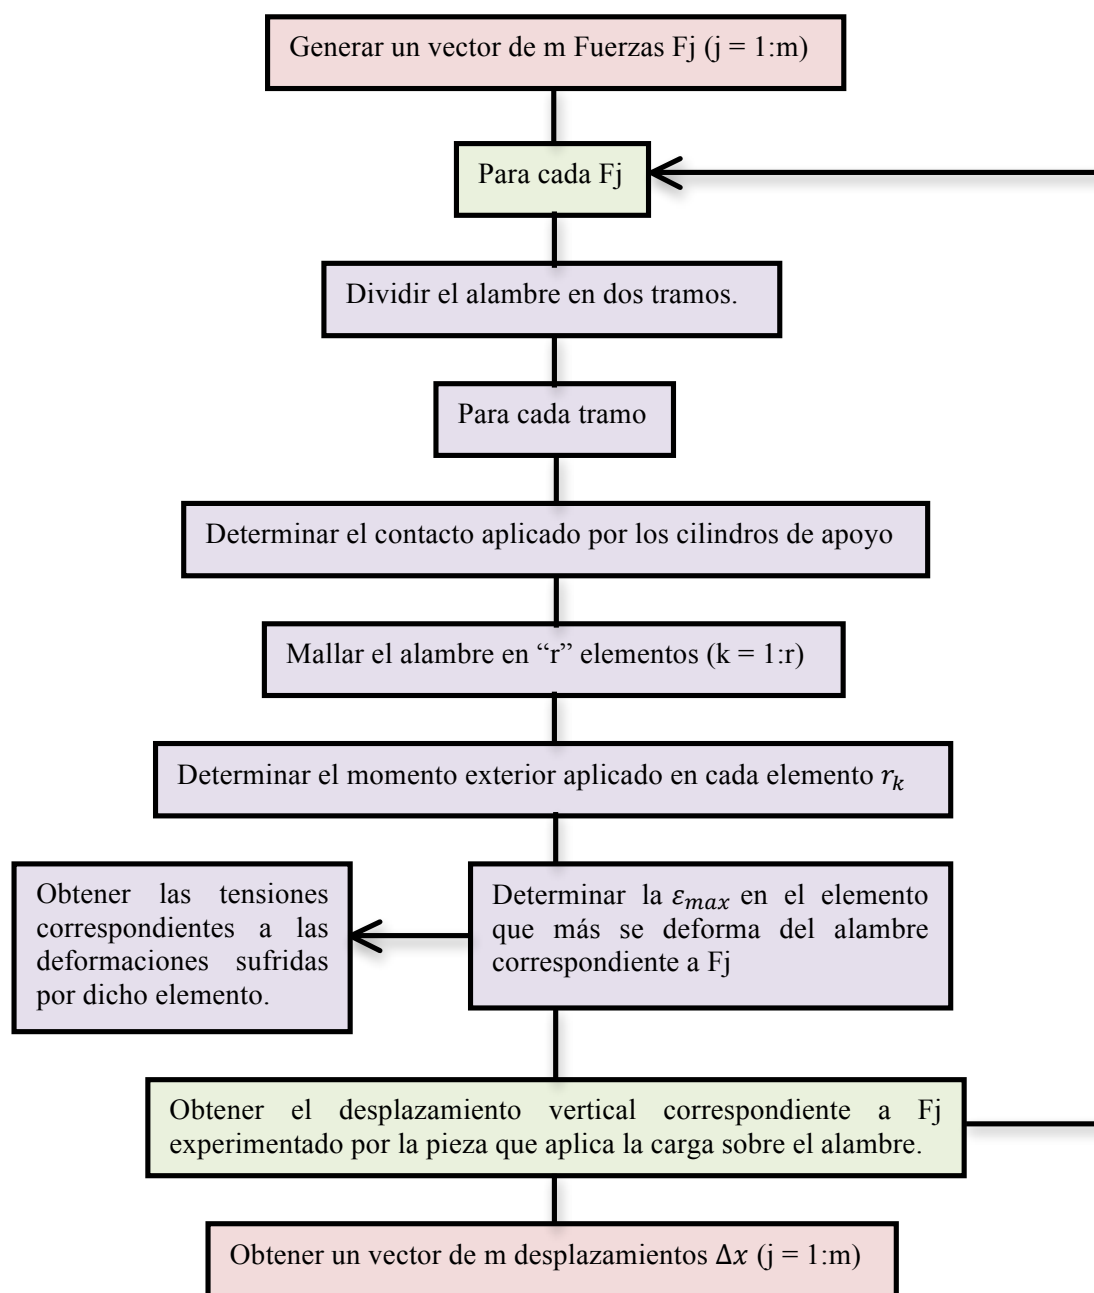 Generar un vector de m Fuerzas Fj (j = 1:m)
Para cada Fj
Dividir el alambre en dos tramos.
Para cada tramo
Determinar el contacto aplicado por los cilindros de apoyo
Mallar el alambre en “r” elementos (k = 1:r)
Determinar el momento exterior aplicado en cada elemento 𝑟𝑘
Obtener las tensiones
correspondientes a las
deformaciones sufridas
por dicho elemento.
Determinar la 𝜀𝑚𝑎𝑥 en el elemento
que más se deforma del alambre
correspondiente a Fj
Obtener el desplazamiento vertical correspondiente a Fj
experimentado por la pieza que aplica la carga sobre el alambre.
Obtener un vector de m desplazamientos Δ𝑥 (j = 1:m)